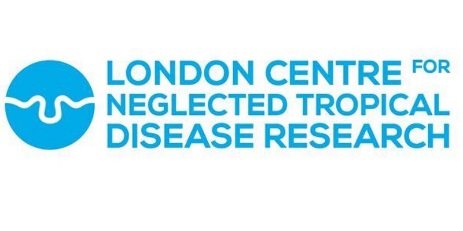 LONDON CENTRE FOR
NEGLECTED TROPICAL
DISEASE RESEARCH